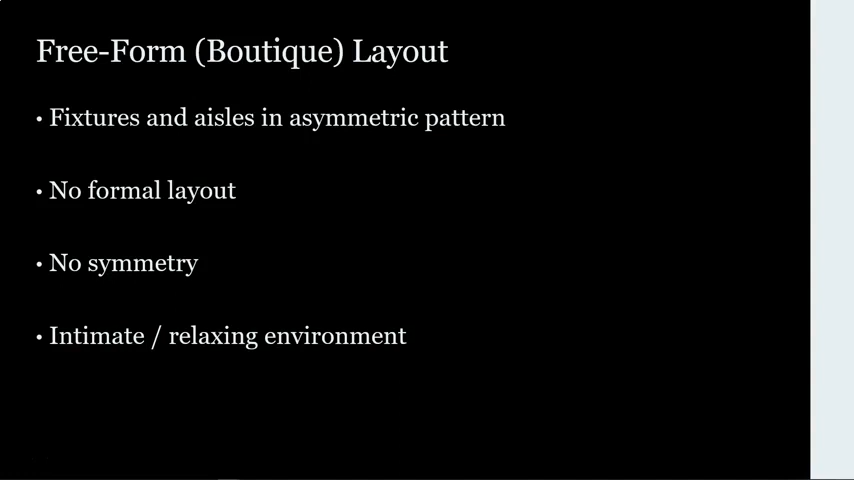 Free-Form (Boutique) Layout
• Fixtures and aisles in asymmetric pattern
• No formal layout
• No symmetry
• Intimate / relaxing environment